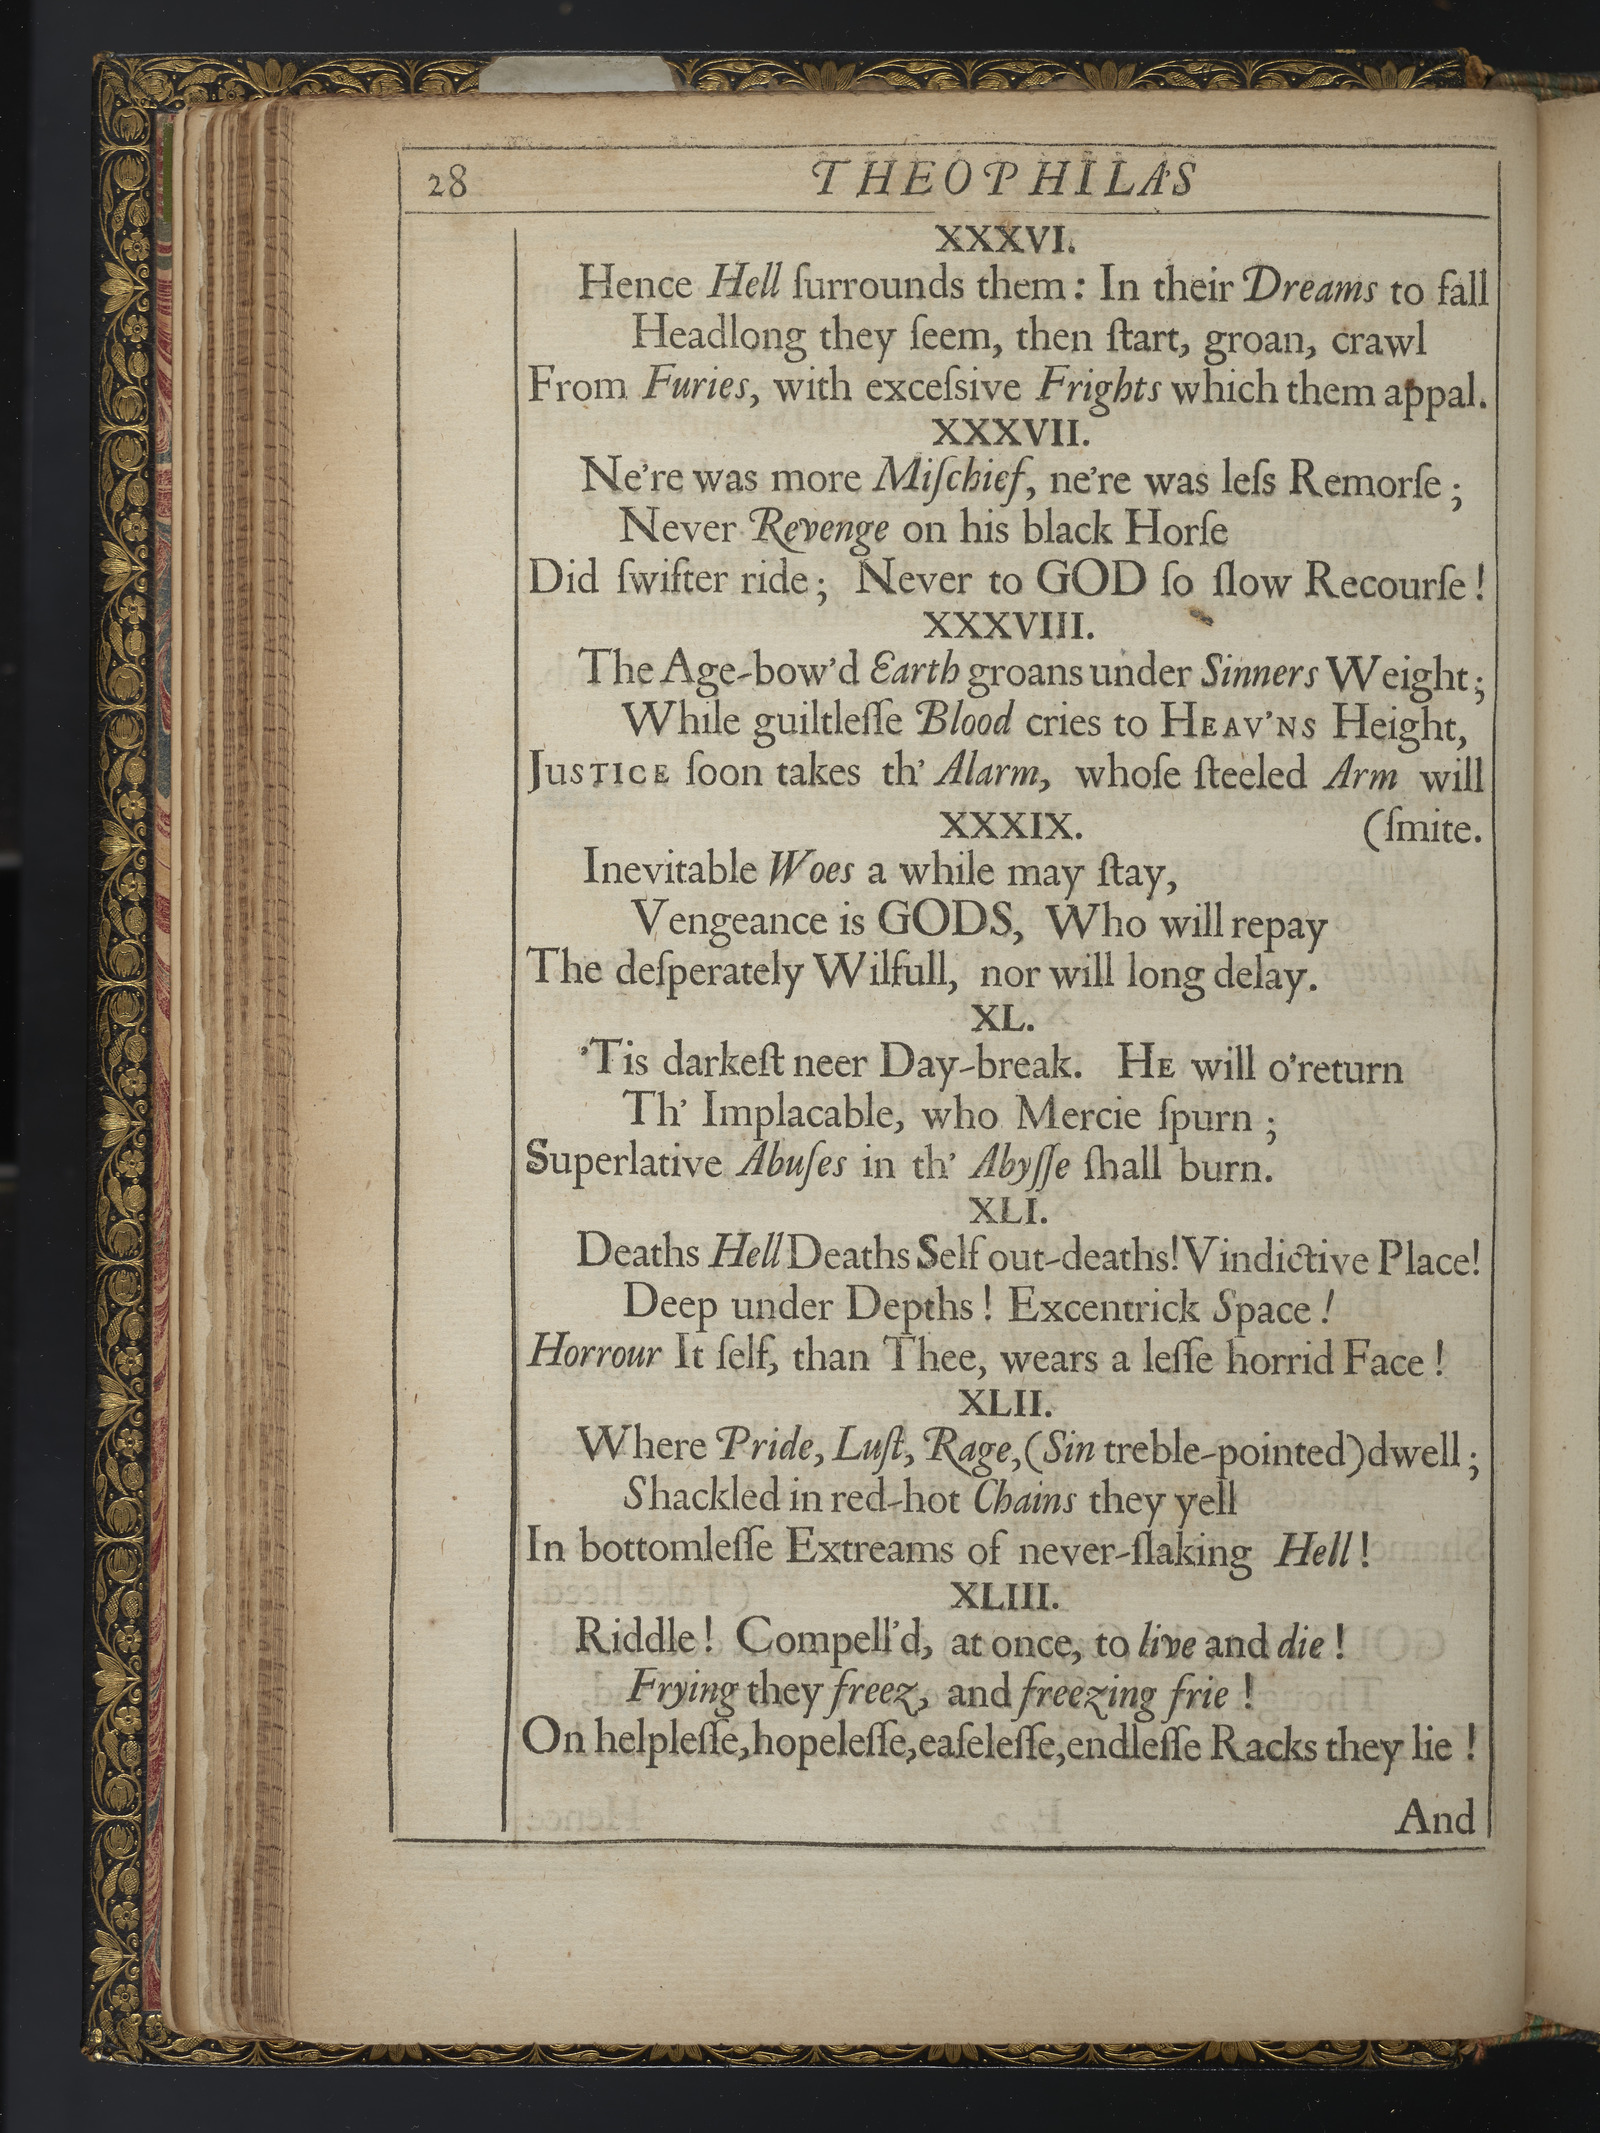 28 THEOPHILAS
XXXVI.
Hence Hell ſurrounds them: In their Dreams to fall
Headlong they ſeem, then ſtart, groan, crawl
From Furies, with exceſsive Frights which them appal.
XXXVII.
Ne're was more Miſchief, ne're was leſs Remorſe;
Never Revenge on his black Horſe
Did ſwifter ride; Never to GOD ſo ſlow Recourſe!
XXXVIII.
The Age-bow'd Earth groans under Sinners Weight;
While guiltleſſe Blood cries to HEAV'NS Height,
JUSTICE ſoon takes th' Alarm, whoſe ſteeled Arm will
XXXIX. (ſmite.
Inevitable Woes a while may ſtay,
Vengeance is GODS, Who will repay
The deſperately Wilfull, nor will long delay.
XL.
'Tis darkeſt neer Day-break. HE will o'return
Th' Implacable, who Mercie ſpurn;
Superlative Abuſes in th' Abyſſe ſhall burn.
XLI.
Deaths Hell Deaths Self out-deaths! Vindictive Place!
Deep under Depths! Excentrick Space!
Horrour It ſelf, than Thee, wears a leſſe horrid Face!
XLII.
Where Pride, Luſt, Rage, (Sin treble-pointed) dwell;
Shackled in red-hot Chains they yell
In bottomleſſe Extreams of never-ſlaking Hell!
XLIII.
Riddle! Compell'd, at once, to live and die!
Frying they freez, and freezing frie!
On helpleſſe, hopeleſſe, eaſeleſſe, endleſſe Racks they lie!
And